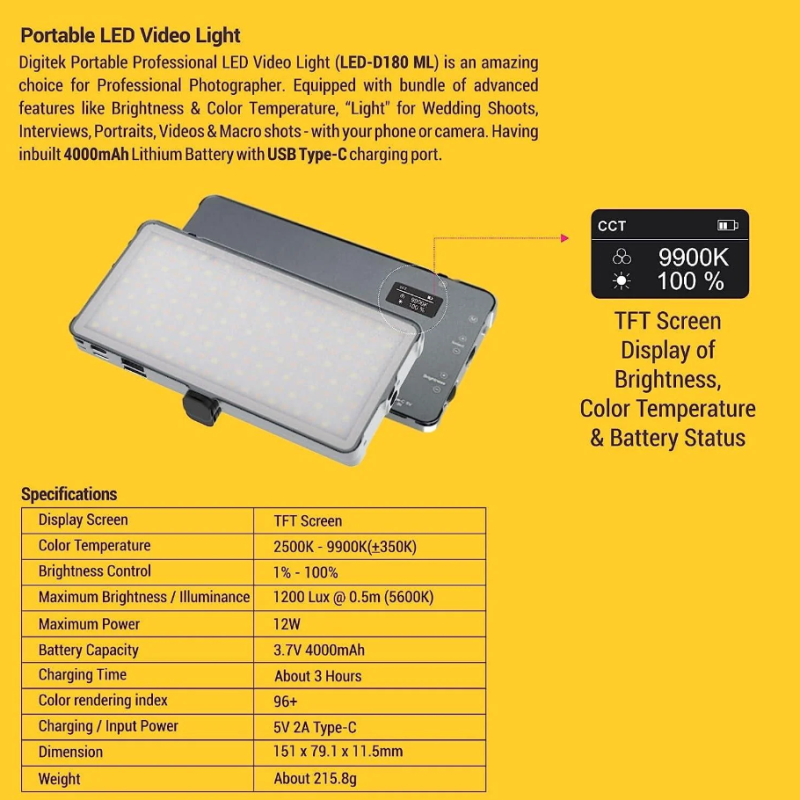 Portable LED Video Light
Digitek Portable Professional LED Video Light (LED-D180 ML) is an amazing
choice for Professional Photographer. Equipped with bundle of advanced
features like Brightness & Color Temperature, “Light" for Wedding Shoots,
Interviews, Portraits, Videos & Macro shots - with your phone or camera. Having
inbuilt 4000mAh Lithium Battery with USB Type-C charging port.
CCT
9900K
100 %
CCT
9900K
100 %
Brightness
TFT Screen
Display of
Brightness,
Color Temperature
& Battery Status
Specifications
Display Screen TFT Screen
Color Temperature 2500K - 9900K(±350K)
Brightness Control 1% - 100%
Maximum Brightness / Illuminance 1200 Lux @ 0.5m (5600K)
Maximum Power 12W
Battery Capacity 3.7V 4000mAh
Charging Time About 3 Hours
Color rendering index 96+
Charging / Input Power 5V 2A Type-C
Dimension 151 x 79.1 x 11.5mm
Weight About 215.8g